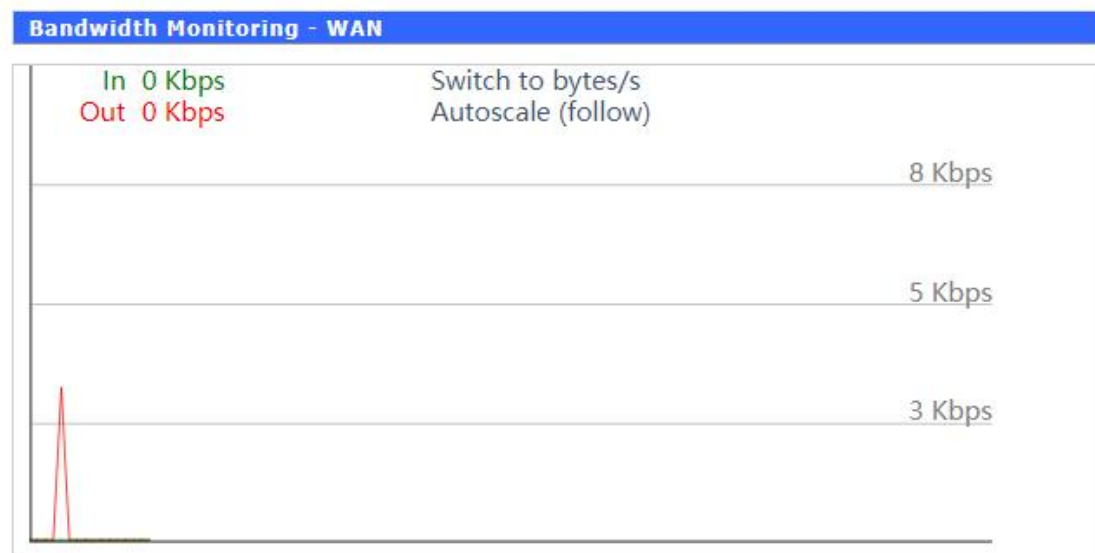 Bandwidth Monitoring - WAN
In 0 Kbps Switch to bytes/s
Out 0 Kbps Autoscale (follow)
8 Kbps
5 Kbps
3 Kbps